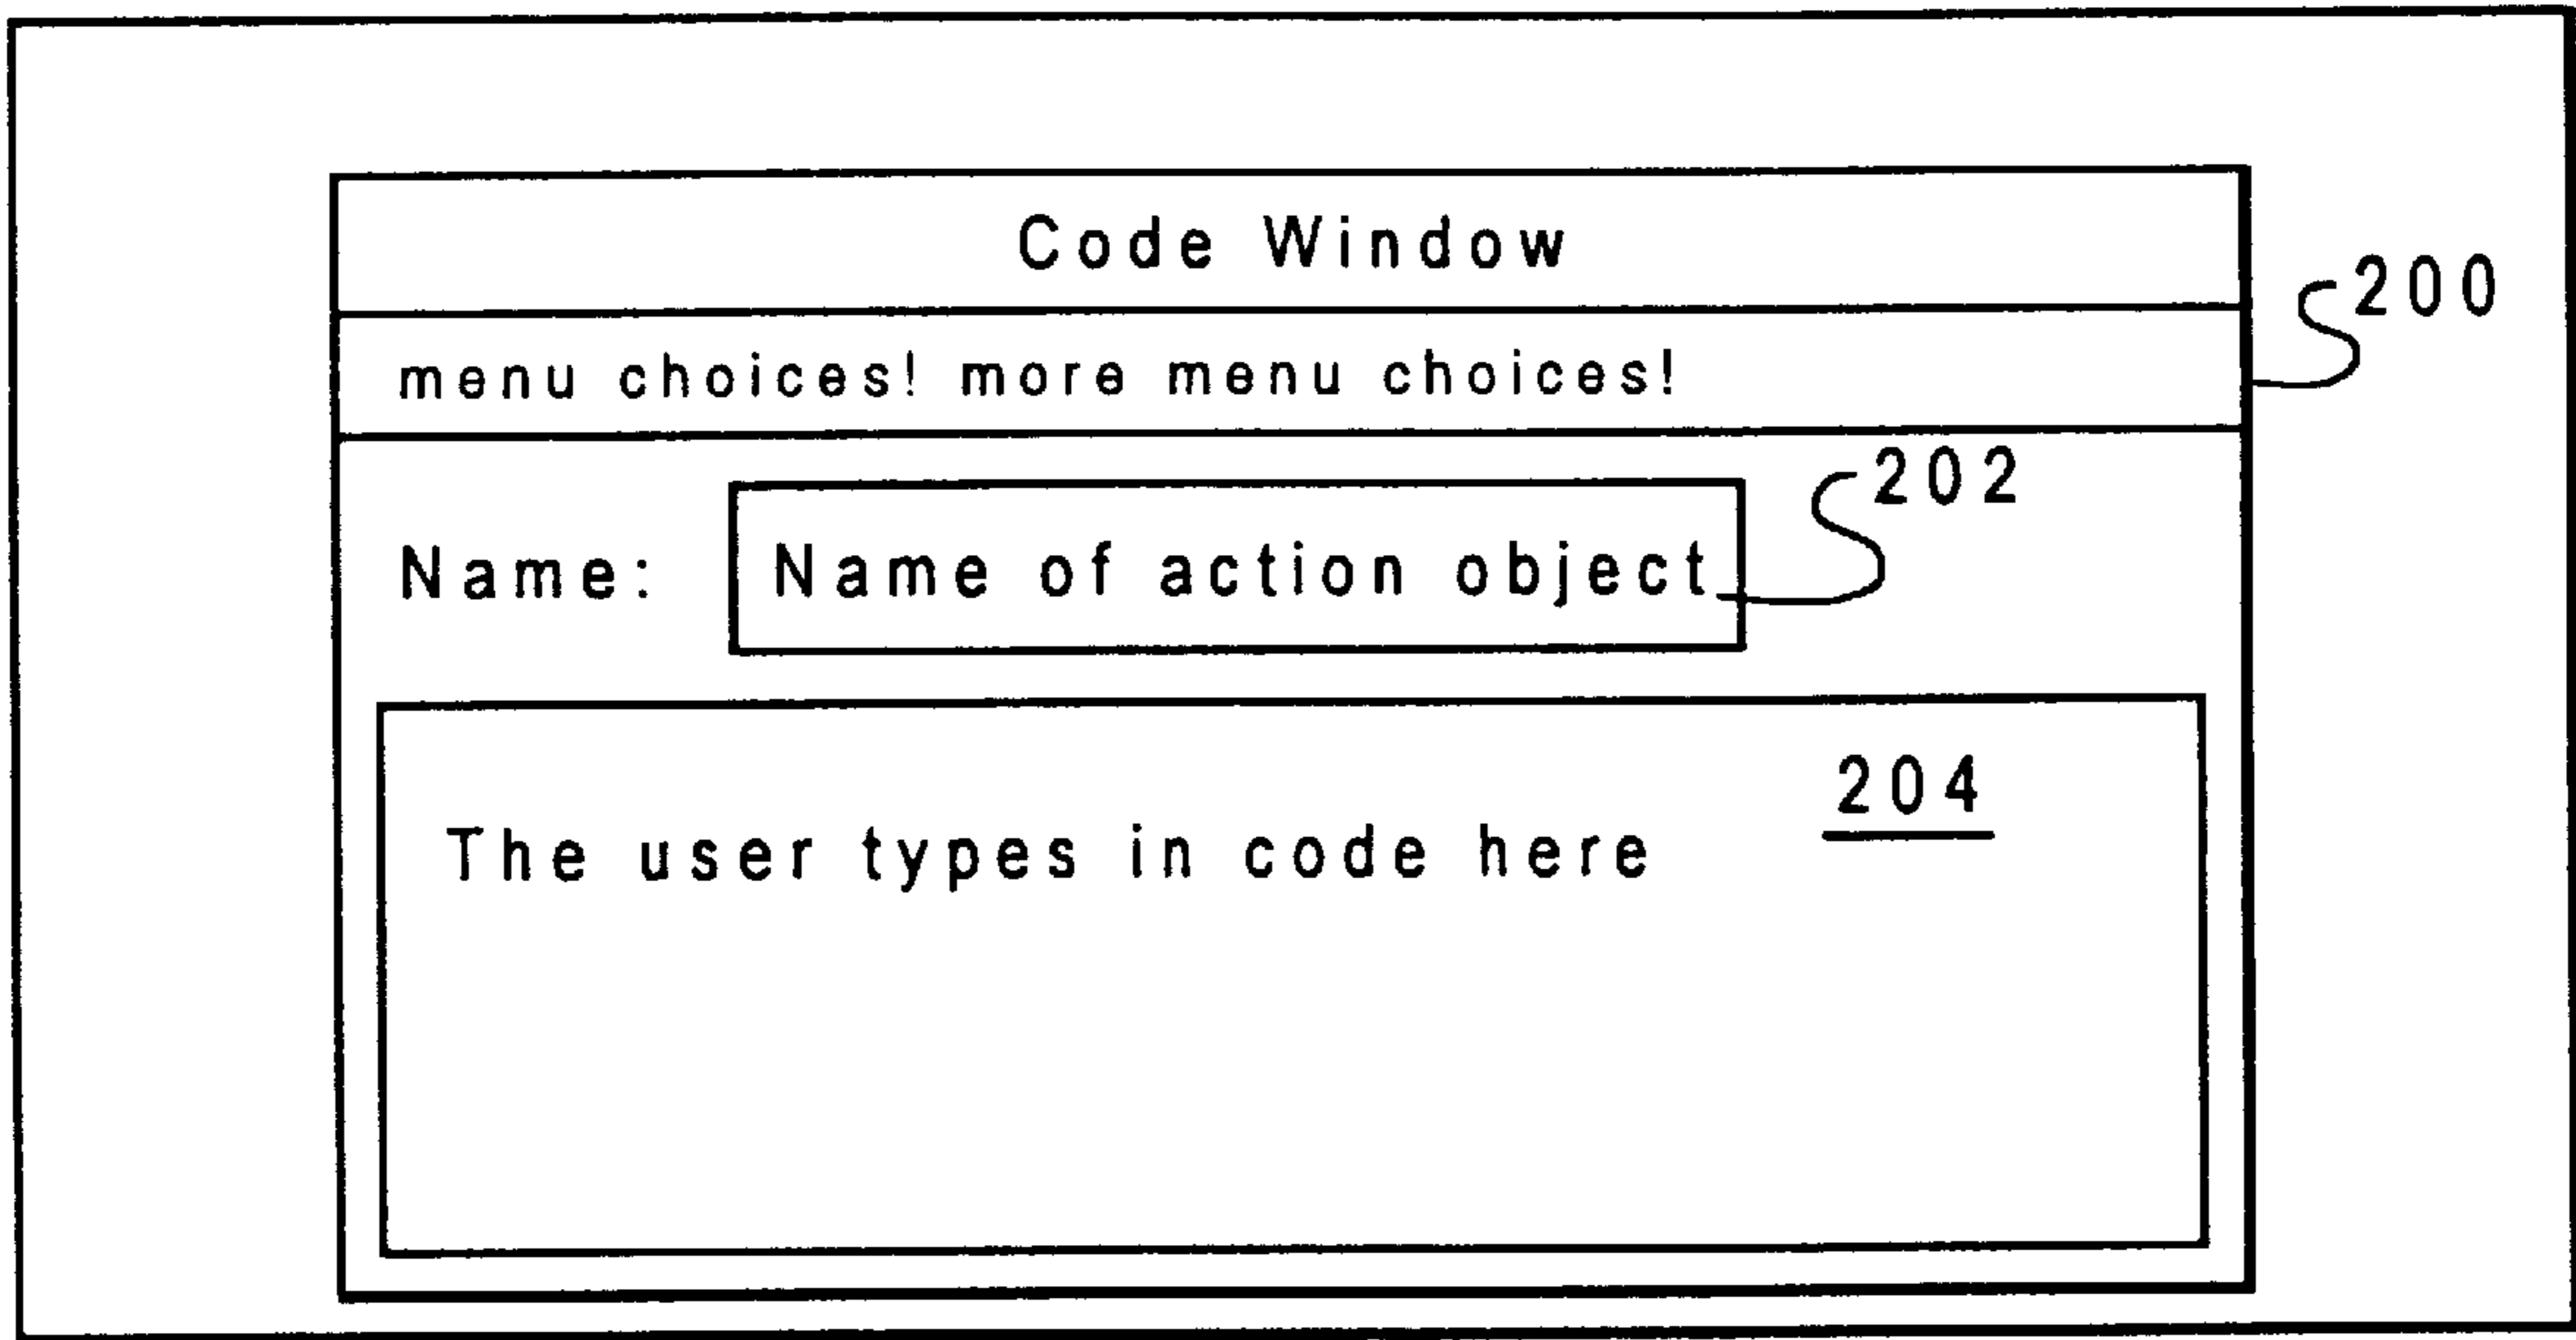 Code Window
200
menu choices! more menu choices!
202
Name: Name of action object
204
The user types in code here